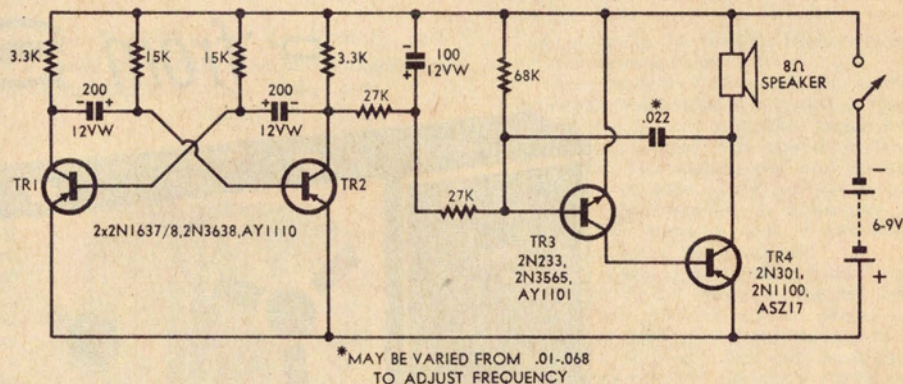 3.3K
15K
15K
3.3K
- 100
+ 12VW
8Ω
SPEAKER
68K
- 200 +
12VW
+ 200 -
12VW
27K
*
.022
TR1
TR2
27K
-
6-9V
+
2x2N1637/8,2N3638,AY1110
TR3
2N233,
2N3565,
AY1101
TR4
2N301,
2N1100,
ASZ17
*MAY BE VARIED FROM .01-.068
TO ADJUST FREQUENCY